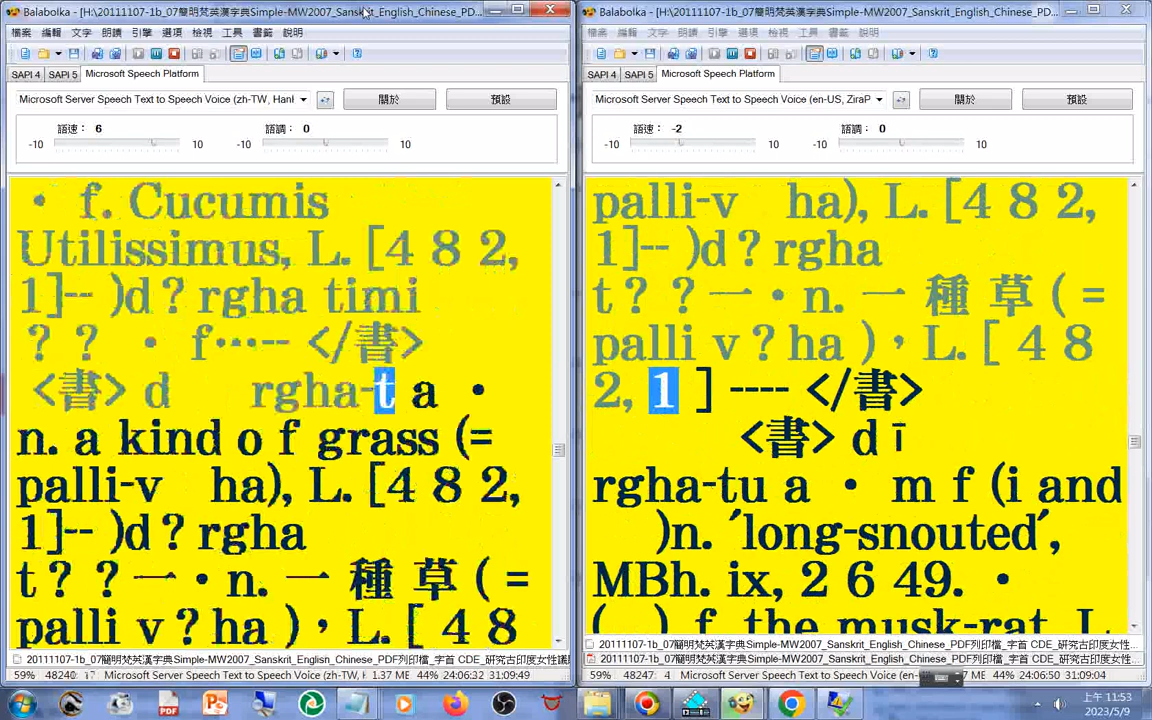 Balabolka - [H:\20111107-1b_07簡明梵英漢字典Simple-MW2007_Sanskrit_English_Chinese_PD...
檔案 編輯 文字 朗讀 引擎 選項 檢視 工具 書籤 說明
SAPI 4 SAPI 5 Microsoft Speech Platform
Microsoft Server Speech Text to Speech Voice (zh-TW, Hanl
關於 預設
語速： 6 語調： 0
-10 10 -10 10
• f. Cucumis
Utilissimus, L. [4 8 2,
1]-- )d？rgha timi
？？ • f…-- </書>
<書> d rgha-t a •
n. a kind o f grass (=
palli-v ha), L. [4 8 2,
1]-- )d？rgha
t？？一•n. 一 種 草 ( =
palli v？ha )，L. [ 4 8
20111107-1b_07簡明梵英漢字典Simple-MW2007_Sanskrit_English_Chinese_PDF列印檔_字首 CDE_研究古印度女性議
59% Microsoft Server Speech Text to Speech Voice (zh-TW, H 1.37 MB 44% 24:06:32 31:09:49
Balabolka - [H:\20111107-1b_07簡明梵英漢字典Simple-MW2007_Sanskrit_English_Chinese_PD...
檔案 編輯 文字 朗讀 引擎 選項 檢視 工具 書籤 說明
SAPI 4 SAPI 5 Microsoft Speech Platform
Microsoft Server Speech Text to Speech Voice (en-US, ZiraP
關於 預設
語速： -2 語調： 0
-10 10 -10 10
palli-v ha), L. [4 8 2,
1]-- )d？rgha
t？？一•n. 一 種 草 ( =
palli v？ha )，L. [ 4 8
2, 1 ] ---- </書>
<書> d ī
rgha-tu a • m f (i and
)n. 'long-snouted',
MBh. ix, 2 6 49. •
( ) f. the musk-rat, L
20111107-1b_07簡明梵英漢字典Simple-MW2007_Sanskrit_English_Chinese_PDF列印檔_字首 CDE_研究古印度女性...
20111107-1b_07簡明梵英漢字典Simple-MW2007_Sanskrit_English_Chinese_PDF列印檔_字首 CDE_研究古印度女性...
59% Microsoft Server Speech Text to Speech Voice (en-US 44% 24:06:50 31:09:04
上午 11:53
2023/5/9